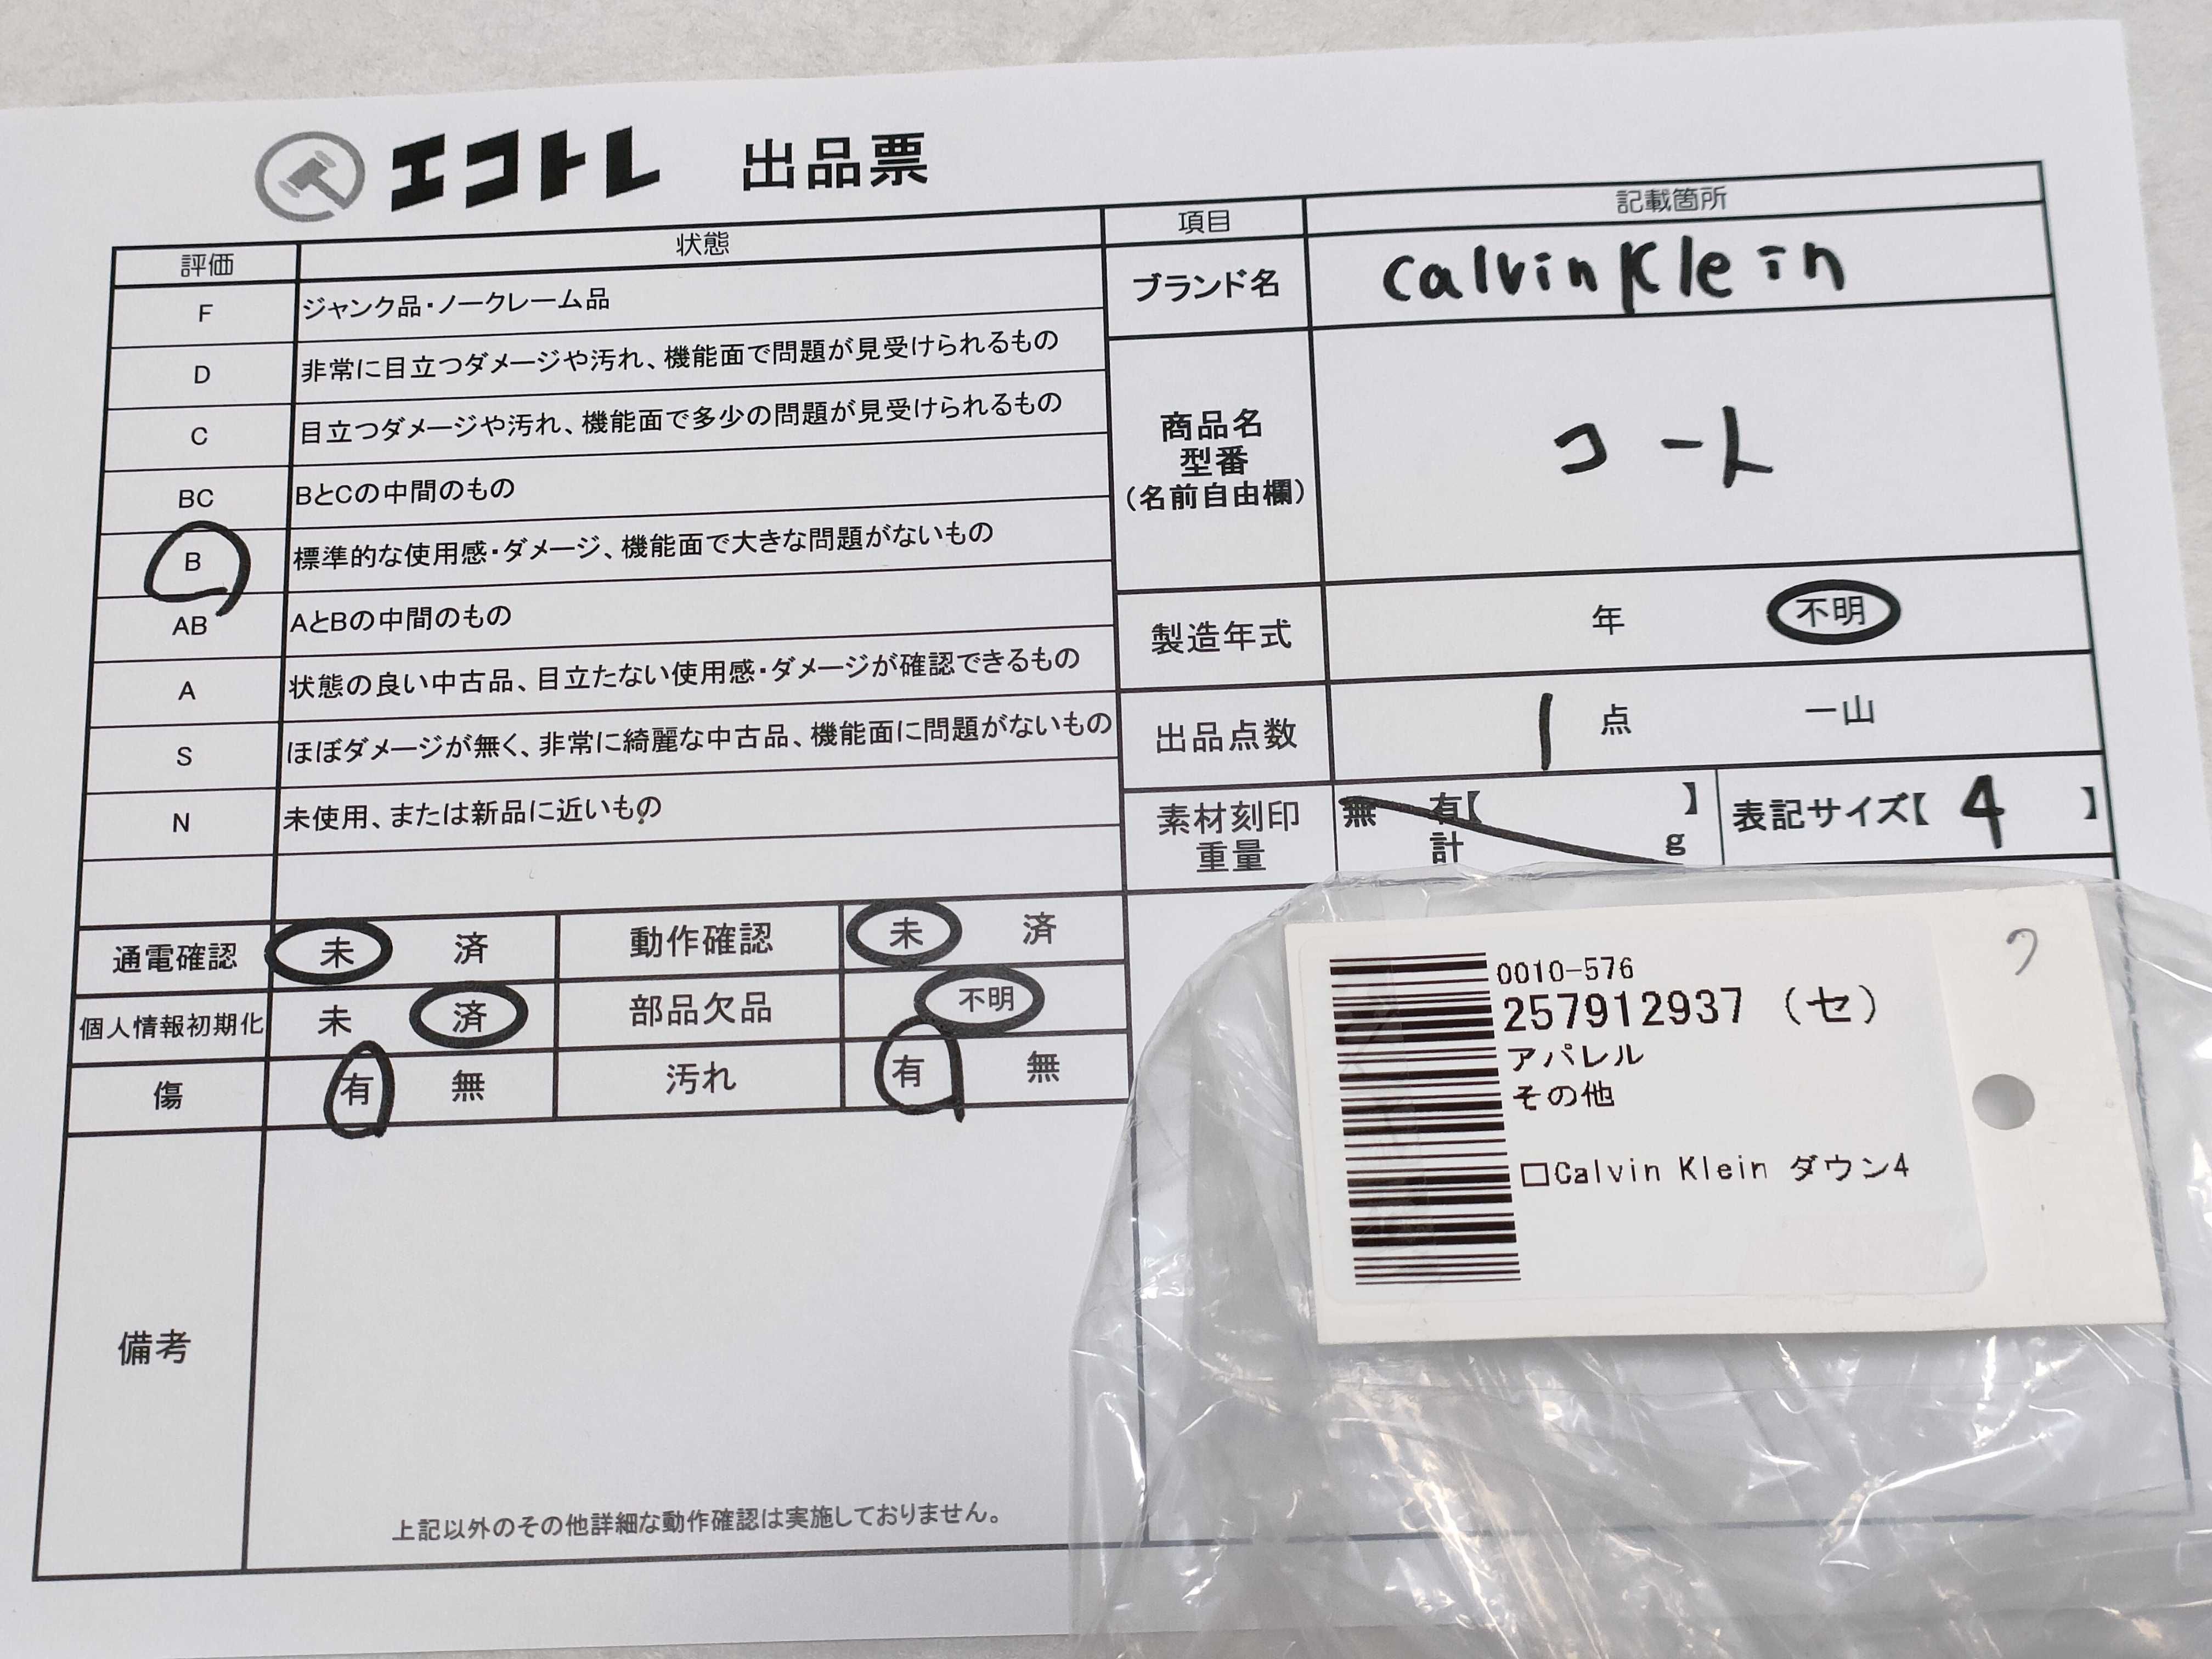 エコトレ 出品票
評価 状態
F ジャンク品・ノークレーム品
D 非常に目立つダメージや汚れ、機能面で問題が見受けられるもの
C 目立つダメージや汚れ、機能面で多少の問題が見受けられるもの
BC BとCの中間のもの
B 標準的な使用感・ダメージ、機能面で大きな問題がないもの
AB AとBの中間のもの
A 状態の良い中古品、目立たない使用感・ダメージが確認できるもの
S ほぼダメージが無く、非常に綺麗な中古品、機能面に問題がないもの
N 未使用、または新品に近いもの
通電確認 未 済 動作確認 未 済
個人情報初期化 未 済 部品欠品 不明
傷 有 無 汚れ 有 無
備考
上記以外のその他詳細な動作確認は実施しておりません。
項目 記載箇所
ブランド名 Calvin Klein
商品名
型番
（名前自由欄）
コート
製造年式 年 不明
出品点数 1 点 一山
素材刻印 無 有【 】
重量 計 g
表記サイズ【 4 】
0010-576
257912937 (セ)
アパレル
その他
□Calvin Klein ダウン4